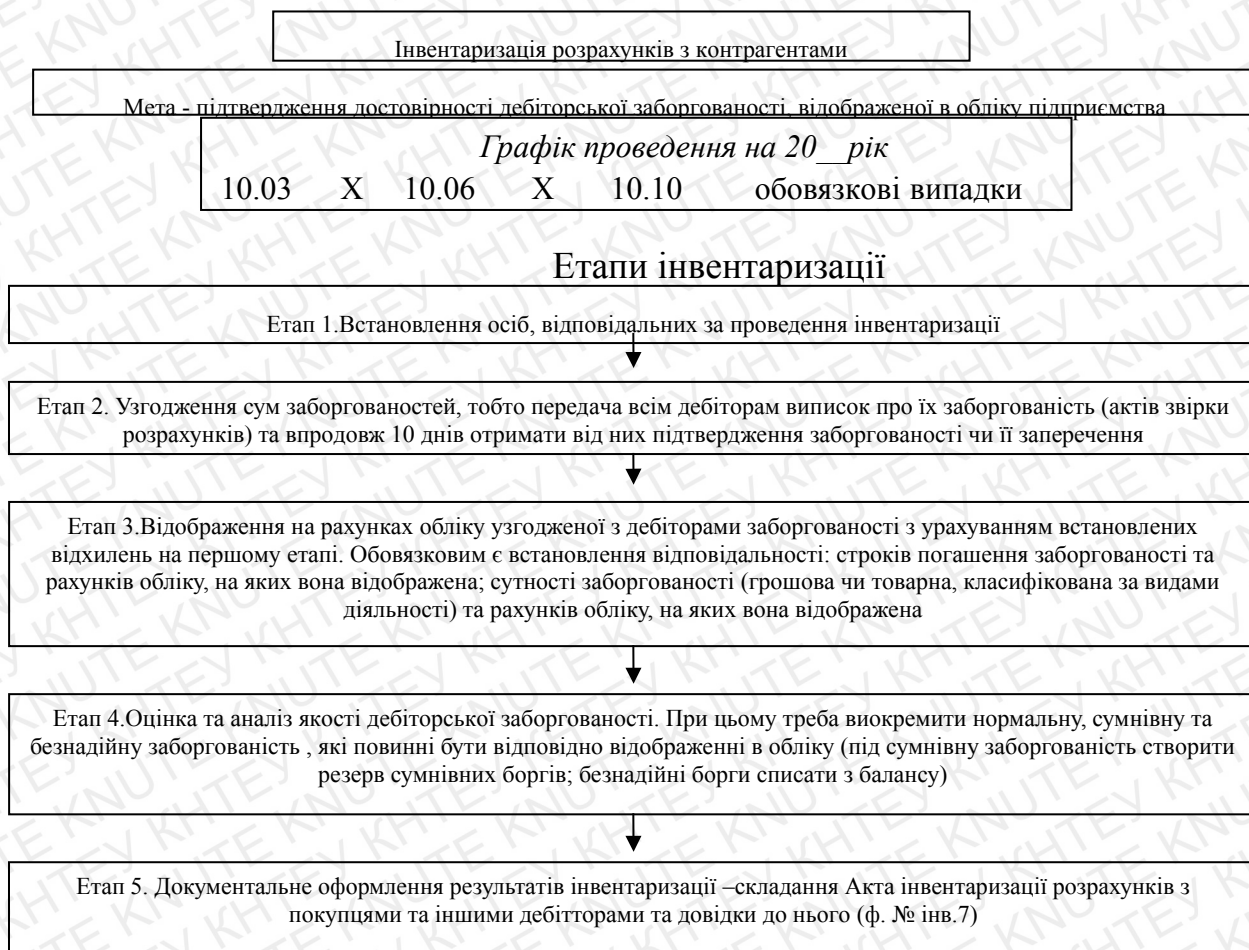 Інвентаризація розрахунків з контрагентами
Мета - підтвердження достовірності дебіторської заборгованості, відображеної в обліку підприємства
Графік проведення на 20__рік
10.03 X 10.06 X 10.10 обовязкові випадки
Етапи інвентаризації
Етап 1.Встановлення осіб, відповідальних за проведення інвентаризації
Етап 2. Узгодження сум заборгованостей, тобто передача всім дебіторам виписок про їх заборгованість (актів звірки
розрахунків) та впродовж 10 днів отримати від них підтвердження заборгованості чи її заперечення
Етап 3.Відображення на рахунках обліку узгодженої з дебіторами заборгованості з урахуванням встановлених
відхилень на першому етапі. Обовязковим є встановлення відповідальності: строків погашення заборгованості та
рахунків обліку, на яких вона відображена; сутності заборгованості (грошова чи товарна, класифікована за видами
діяльності) та рахунків обліку, на яких вона відображена
Етап 4.Оцінка та аналіз якості дебіторської заборгованості. При цьому треба виокремити нормальну, сумнівну та
безнадійну заборгованість , які повинні бути відповідно відображенні в обліку (під сумнівну заборгованість створити
резерв сумнівних боргів; безнадійні борги списати з балансу)
Етап 5. Документальне оформлення результатів інвентаризації –складання Акта інвентаризації розрахунків з
покупцями та іншими дебітторами та довідки до нього (ф. № інв.7)